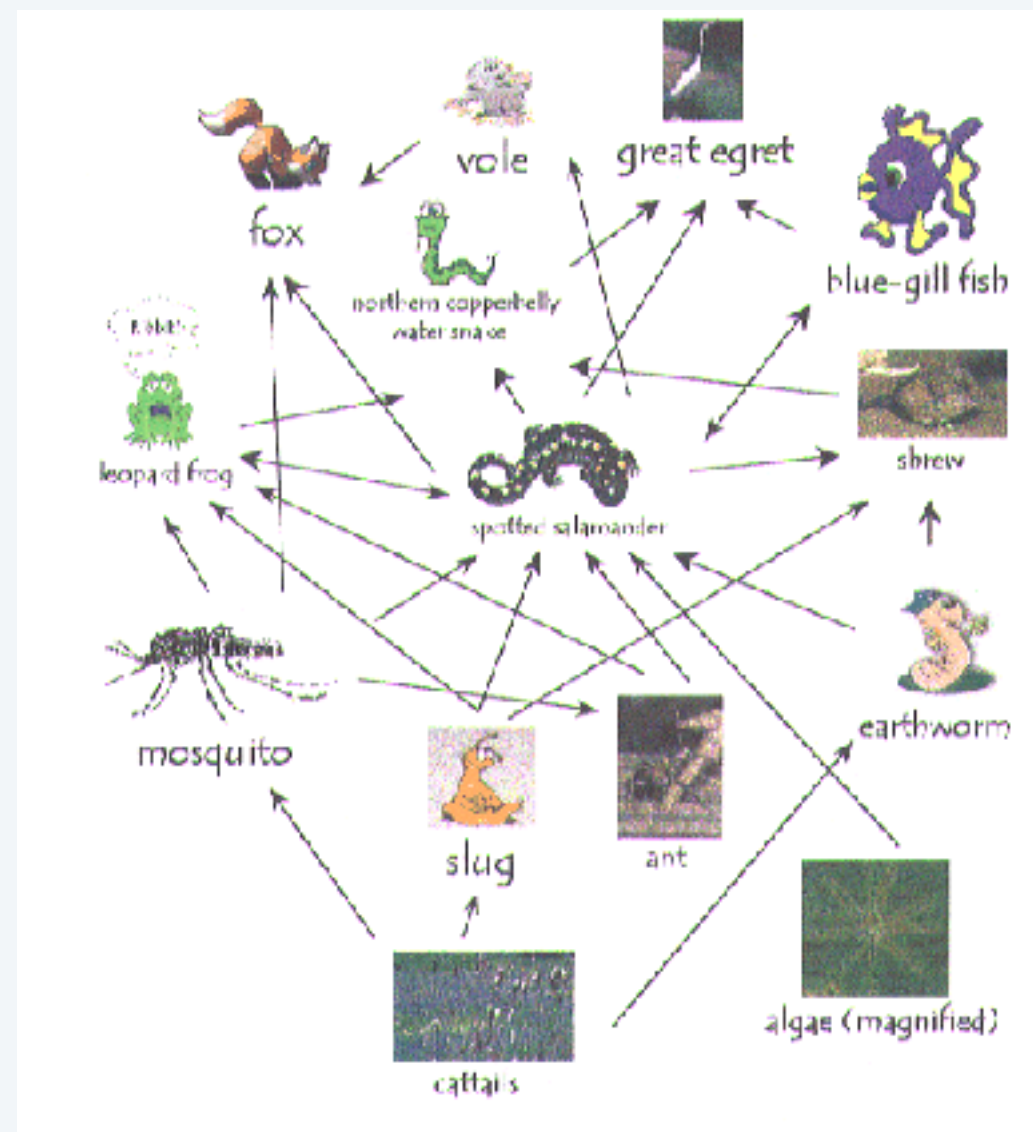 vole
great egret
fox
blue-gill fish
northern copperbelly
water snake
Ribbit
leopard frog
shrew
spotted salamander
earthworm
mosquito
slug
ant
algae (magnified)
cattails